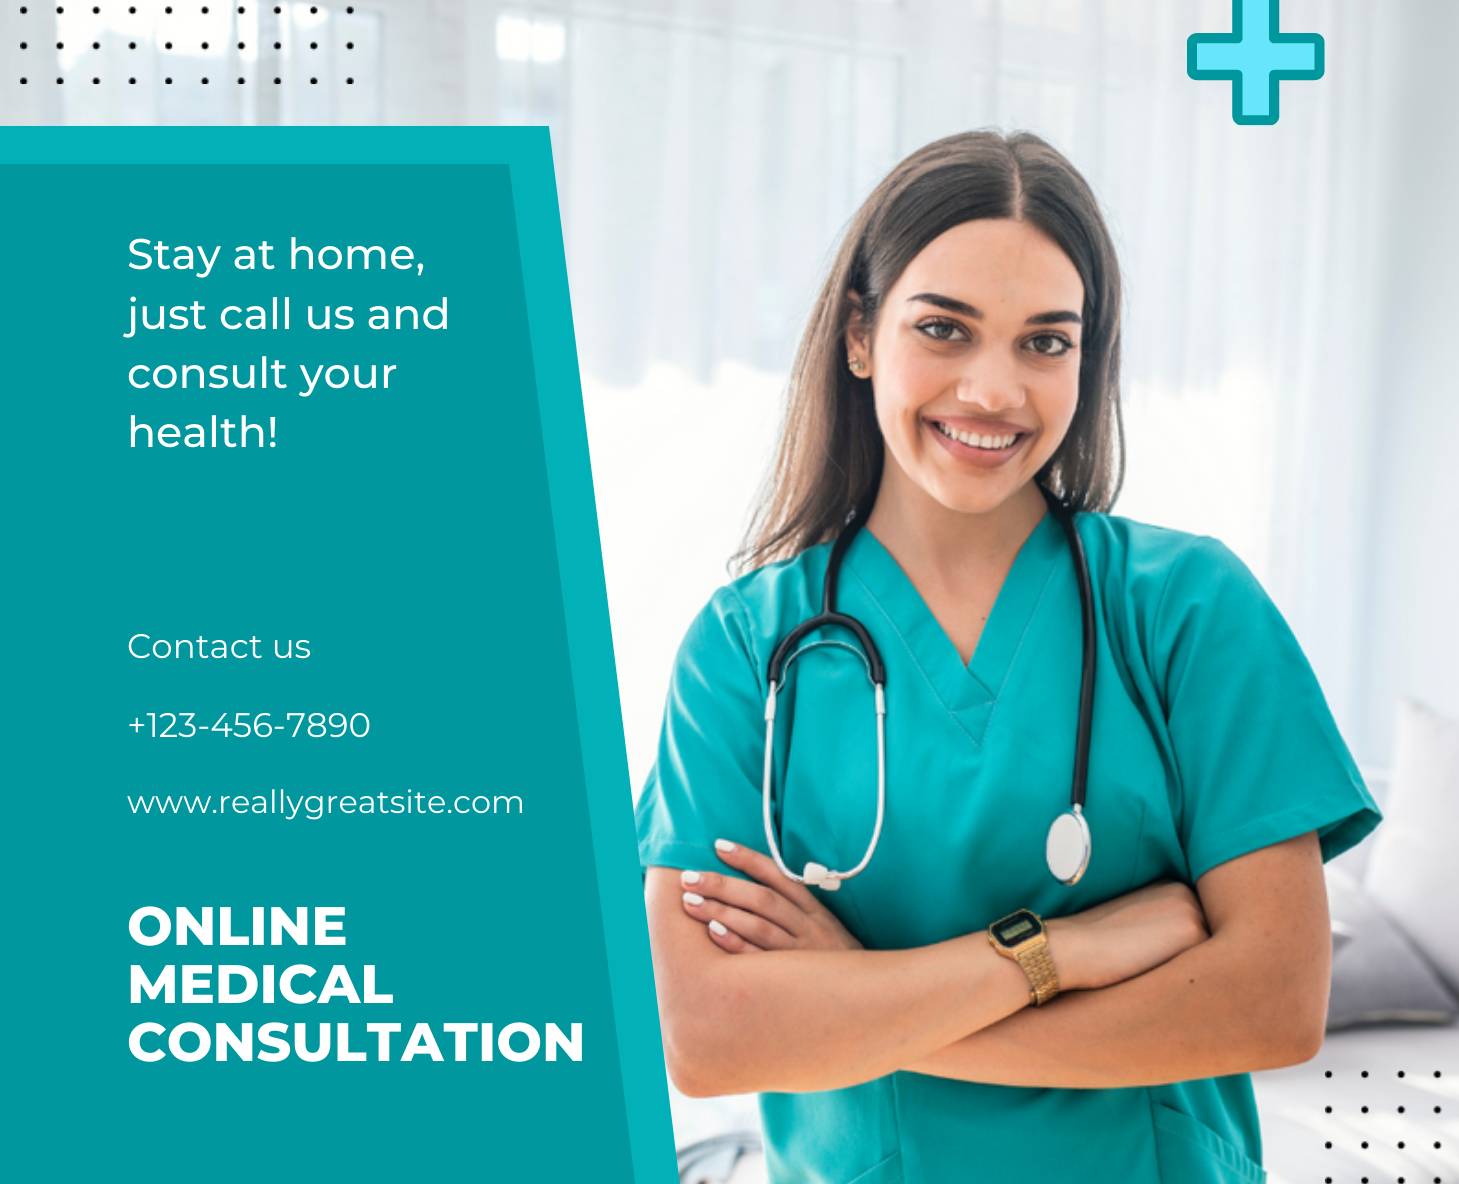 Stay at home,
just call us and
consult your
health!
Contact us
+123-456-7890
www.reallygreatsite.com
ONLINE
MEDICAL
CONSULTATION